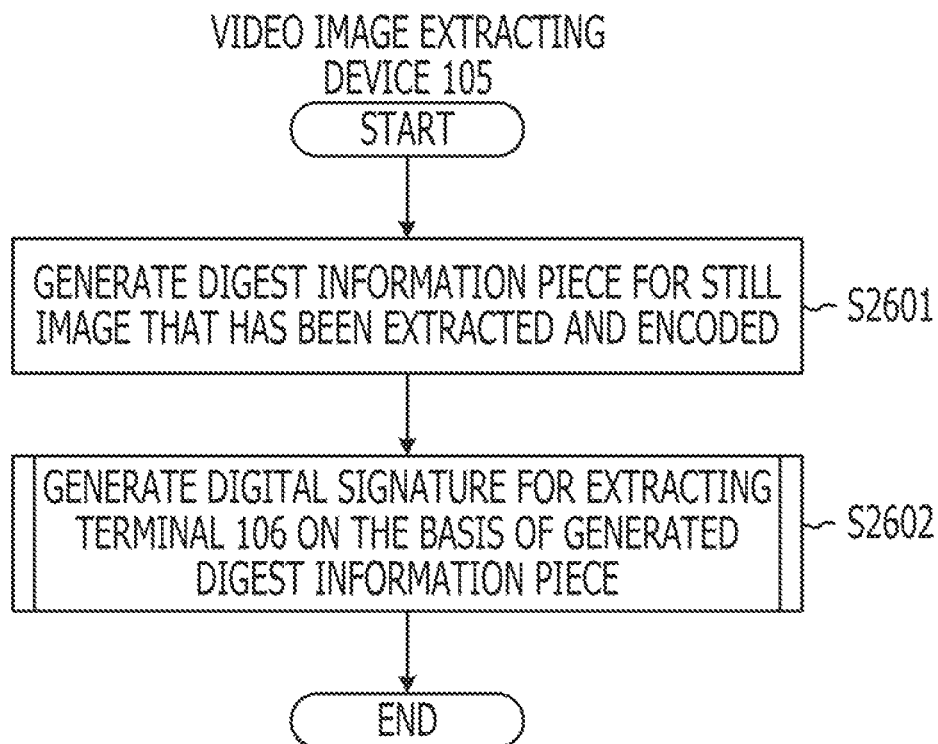 VIDEO IMAGE EXTRACTING
DEVICE 105
START
GENERATE DIGEST INFORMATION PIECE FOR STILL
IMAGE THAT HAS BEEN EXTRACTED AND ENCODED
S2601
GENERATE DIGITAL SIGNATURE FOR EXTRACTING
TERMINAL 106 ON THE BASIS OF GENERATED
DIGEST INFORMATION PIECE
S2602
END